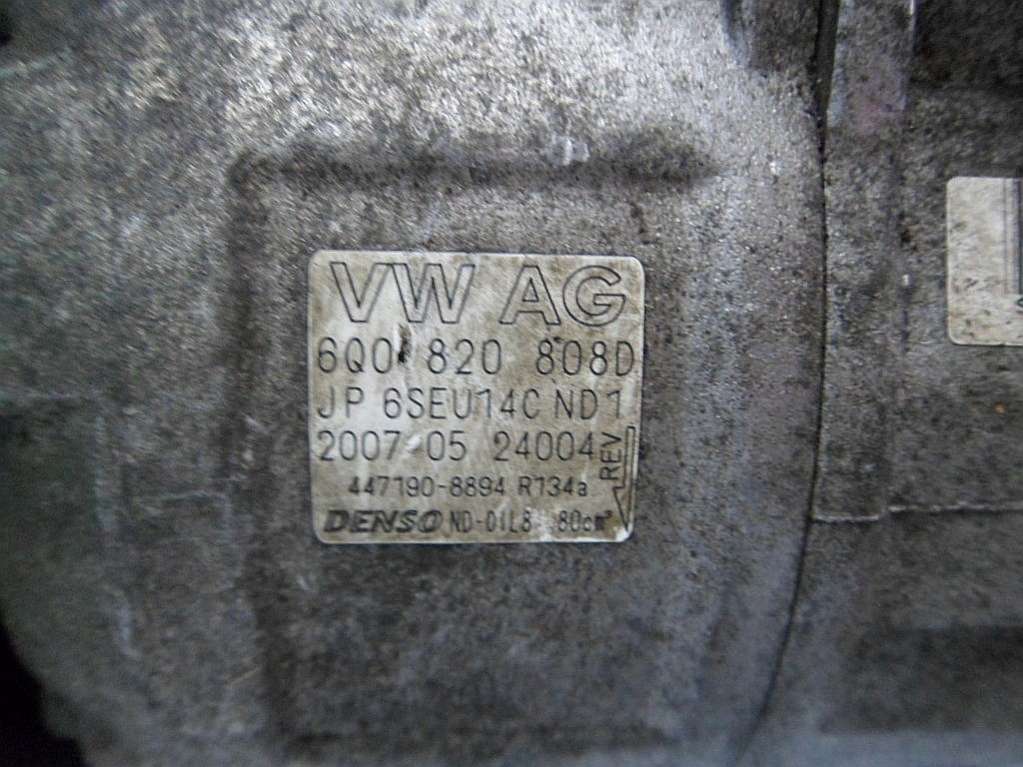 VW AG
6Q0 820 808D
JP 6SEU14C ND1
2007 05 24004
REV
447190-8894 R134a
DENSO ND-OIL8 80cm³